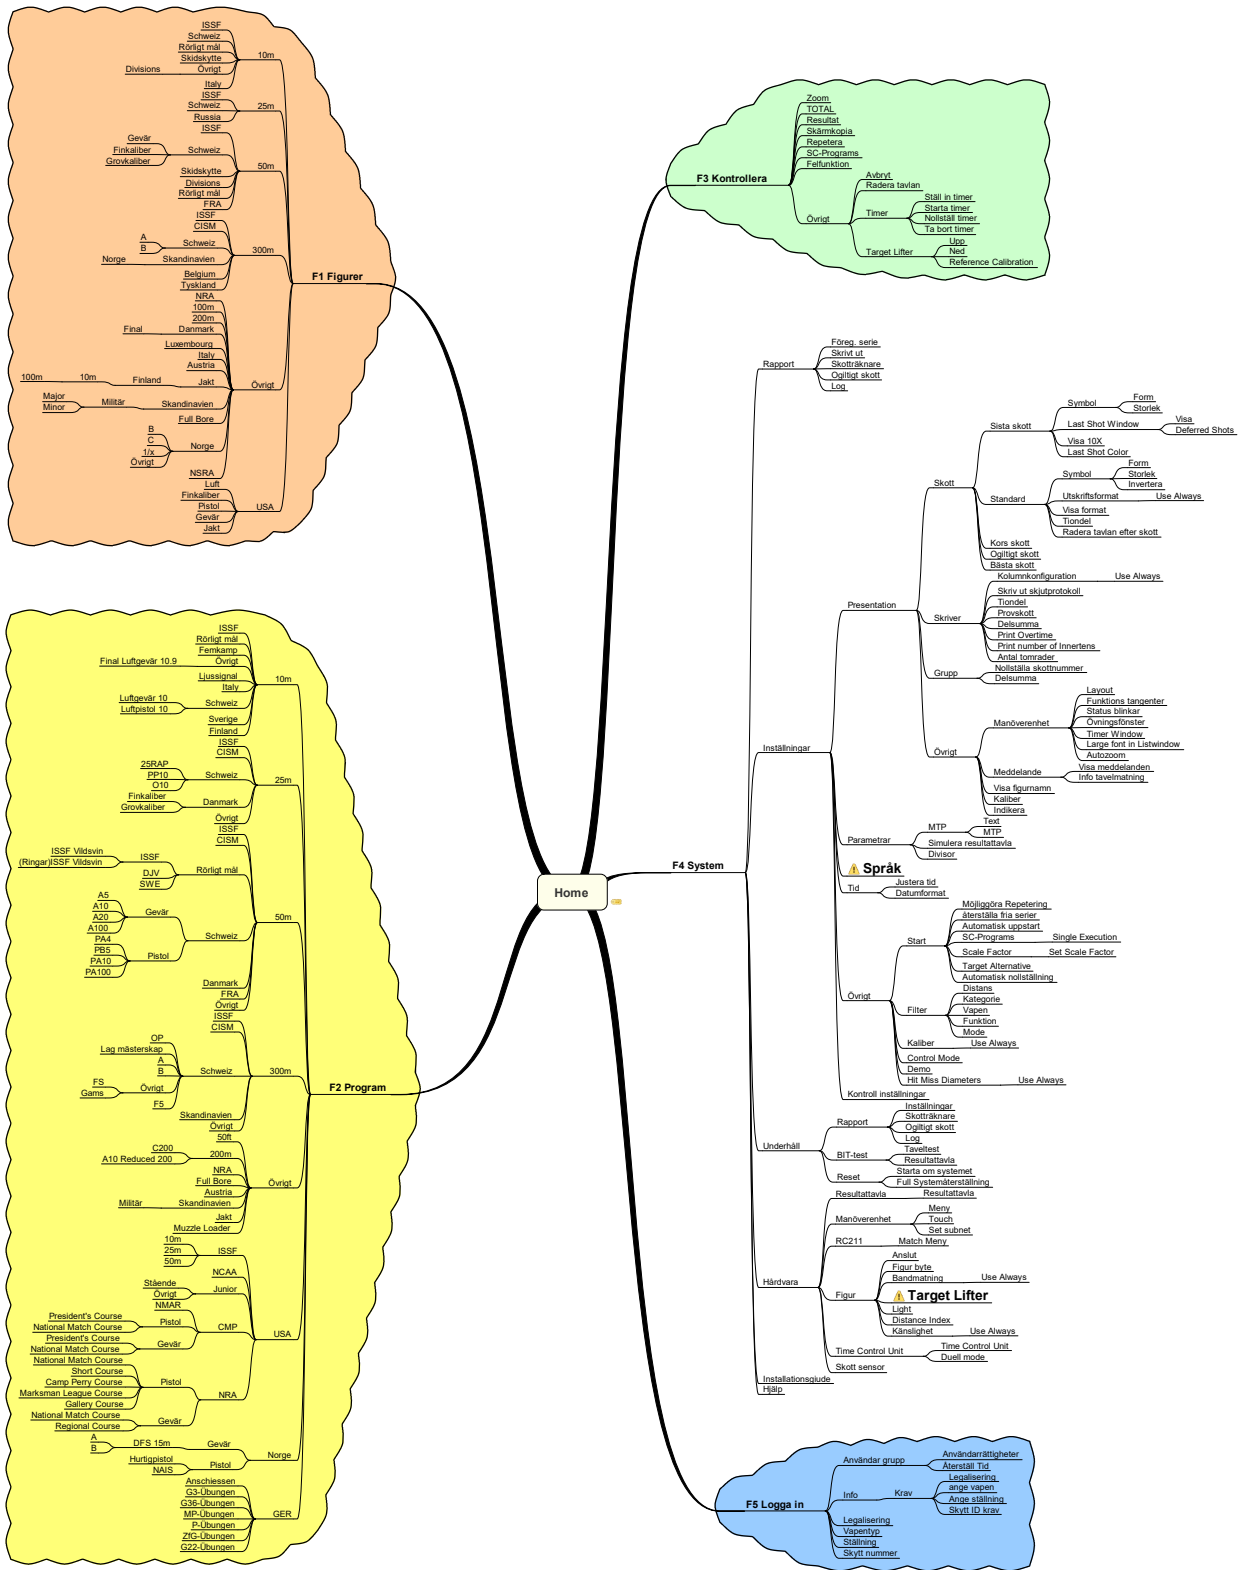 Home
F1 Figurer
10m
ISSF
Schweiz
Rörligt mål
Skidskytte
Övrigt
Divisions
Italy
25m
ISSF
Schweiz
Russia
50m
ISSF
Schweiz
Gevär
Finkaliber
Grovkaliber
Skidskytte
Divisions
Rörligt mål
FRA
300m
ISSF
CISM
Schweiz
A
B
Skandinavien
Norge
Belgium
Tyskland
Övrigt
NRA
100m
200m
Danmark
Final
Luxembourg
Italy
Austria
Jakt
Finland
10m
100m
Skandinavien
Militär
Major
Minor
Full Bore
Norge
B
C
1/x
Övrigt
NSRA
USA
Luft
Finkaliber
Pistol
Gevär
Jakt
F2 Program
10m
ISSF
Rörligt mål
Femkamp
Övrigt
Final Luftgevär 10.9
Ljussignal
Italy
Schweiz
Luftgevär 10
Luftpistol 10
Sverige
Finland
25m
ISSF
CISM
Schweiz
25RAP
PP10
O10
Danmark
Finkaliber
Grovkaliber
Övrigt
50m
ISSF
CISM
Rörligt mål
ISSF
ISSF Vildsvin
(Ringar)ISSF Vildsvin
DJV
SWE
Schweiz
Gevär
A5
A10
A20
A100
Pistol
PA4
PB5
PA10
PA100
Danmark
FRA
Övrigt
300m
ISSF
CISM
Schweiz
OP
Lag mästerskap
A
B
Övrigt
FS
Gams
F5
Skandinavien
Övrigt
Övrigt
50ft
200m
C200
A10 Reduced 200
NRA
Full Bore
Austria
Skandinavien
Militär
Jakt
Muzzle Loader
USA
ISSF
10m
25m
50m
NCAA
Junior
Stående
Övrigt
CMP
NMAR
Pistol
President's Course
National Match Course
Gevär
President's Course
National Match Course
NRA
Pistol
National Match Course
Short Course
Camp Perry Course
Marksman League Course
Gallery Course
Gevär
National Match Course
Regional Course
Norge
Gevär
DFS 15m
A
B
Pistol
Hurtigpistol
NAIS
GER
Anschiessen
G3-Übungen
G36-Übungen
MP-Übungen
P-Übungen
ZfG-Übungen
G22-Übungen
F3 Kontrollera
Zoom
TOTAL
Resultat
Skärmkopia
Repetera
SC-Programs
Felfunktion
Övrigt
Avbryt
Radera tavlan
Timer
Ställ in timer
Starta timer
Nollställ timer
Ta bort timer
Target Lifter
Upp
Ned
Reference Calibration
F4 System
Rapport
Föreg. serie
Skrivt ut
Skotträknare
Ogiltigt skott
Log
Inställningar
Presentation
Skott
Sista skott
Symbol
Form
Storlek
Last Shot Window
Visa
Deferred Shots
Visa 10X
Last Shot Color
Standard
Symbol
Form
Storlek
Invertera
Utskriftsformat
Use Always
Visa format
Tiondel
Radera tavlan efter skott
Kors skott
Ogiltigt skott
Bästa skott
Skriver
Kolumnkonfiguration
Use Always
Skriv ut skjutprotokoll
Tiondel
Provskott
Delsumma
Print Overtime
Print number of Innertens
Antal tomrader
Grupp
Nollställa skottnummer
Delsumma
Övrigt
Manöverenhet
Layout
Funktions tangenter
Status blinkar
Övningsfönster
Timer Window
Large font in Listwindow
Autozoom
Meddelande
Visa meddelanden
Info tavelmatning
Visa figurnamn
Kaliber
Indikera
Parametrar
MTP
Text
MTP
Simulera resultattavla
Divisor
Språk
Tid
Justera tid
Datumformat
Övrigt
Start
Möjliggöra Repetering
återställa fria serier
Automatisk uppstart
SC-Programs
Single Execution
Scale Factor
Set Scale Factor
Target Alternative
Automatisk nollställning
Filter
Distans
Kategorie
Vapen
Funktion
Mode
Kaliber
Use Always
Control Mode
Demo
Hit Miss Diameters
Use Always
Kontroll inställningar
Underhåll
Rapport
Inställningar
Skotträknare
Ogiltigt skott
Log
BIT-test
Taveltest
Resultattavla
Reset
Starta om systemet
Full Systemåterställning
Hårdvara
Resultattavla
Resultattavla
Manöverenhet
Meny
Touch
Set subnet
RC211
Match Meny
Figur
Anslut
Figur byte
Bandmatning
Use Always
Target Lifter
Light
Distance Index
Känslighet
Use Always
Time Control Unit
Time Control Unit
Duell mode
Skott sensor
Installationsgiude
Hjälp
F5 Logga in
Användar grupp
Användarrättigheter
Återställ Tid
Info
Krav
Legalisering
ange vapen
Ange ställning
Skytt ID krav
Legalisering
Vapentyp
Ställning
Skytt nummer